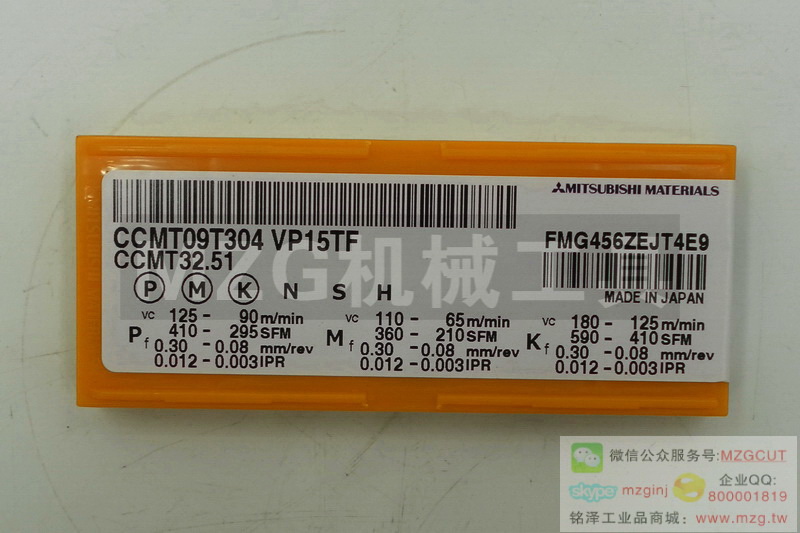 MITSUBISHI MATERIALS
CCMT09T304 VP15TF
CCMT32.51
FMG456ZEJT4E9
MADE IN JAPAN
P M K N S H
MZG机械工具
P vc 125 - 90 m/min
410 - 295 SFM
f 0.30 - 0.08 mm/rev
0.012 - 0.003 IPR
M vc 110 - 65 m/min
360 - 210 SFM
f 0.30 - 0.08 mm/rev
0.012 - 0.003 IPR
K vc 180 - 125 m/min
590 - 410 SFM
f 0.30 - 0.08 mm/rev
0.012 - 0.003 IPR
微信公众服务号:MZGCUT
skype mzginj 企业QQ: 800001819
铭泽工业品商城: www.mzg.tw